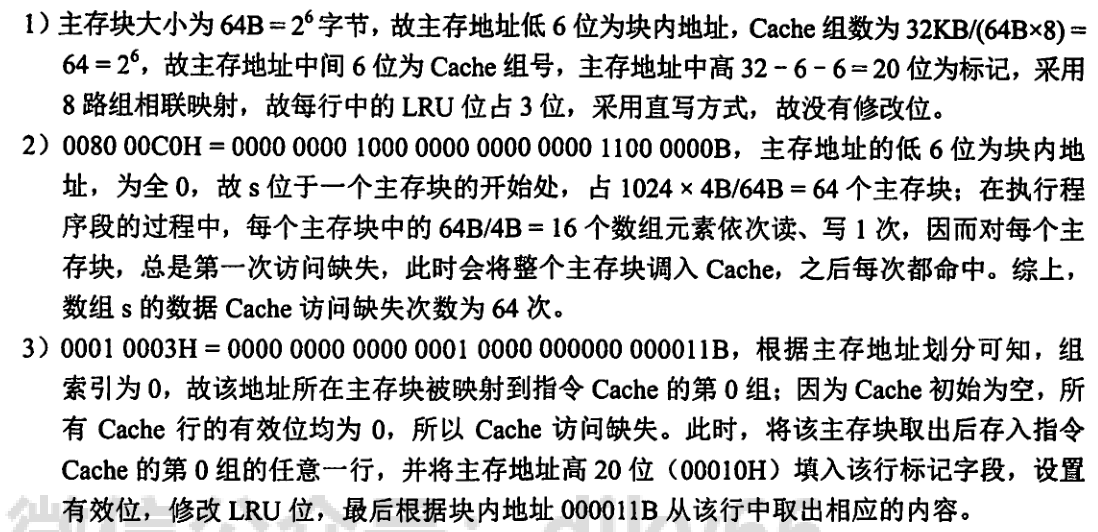 1）主存块大小为 64B = 2⁶ 字节，故主存地址低 6 位为块内地址，Cache 组数为 32KB/(64B×8) =
64 = 2⁶，故主存地址中间 6 位为 Cache 组号，主存地址中高 32 − 6 − 6 = 20 位为标记，采用
8 路组相联映射，故每行中的 LRU 位占 3 位，采用直写方式，故没有修改位。
2）0080 00C0H = 0000 0000 1000 0000 0000 0000 1100 0000B，主存地址的低 6 位为块内地
址，为全 0，故 s 位于一个主存块的开始处，占 1024 × 4B/64B = 64 个主存块；在执行程
序段的过程中，每个主存块中的 64B/4B = 16 个数组元素依次读、写 1 次，因而对每个主
存块，总是第一次访问缺失，此时会将整个主存块调入 Cache，之后每次都命中。综上，
数组 s 的数据 Cache 访问缺失次数为 64 次。
3）0001 0003H = 0000 0000 0000 0001 0000 000000 000011B，根据主存地址划分可知，组
索引为 0，故该地址所在主存块被映射到指令 Cache 的第 0 组；因为 Cache 初始为空，所
有 Cache 行的有效位均为 0，所以 Cache 访问缺失。此时，将该主存块取出后存入指令
Cache 的第 0 组的任意一行，并将主存地址高 20 位（00010H）填入该行标记字段，设置
有效位，修改 LRU 位，最后根据块内地址 000011B 从该行中取出相应的内容。